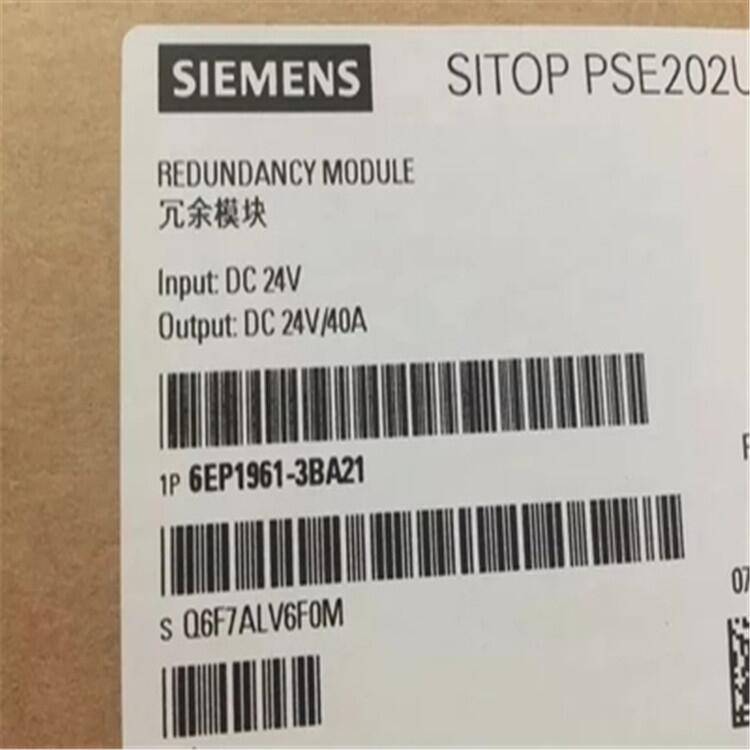 SIEMENS
SITOP PSE202U
REDUNDANCY MODULE
冗余模块
Input: DC 24V
Output: DC 24V/40A
1P 6EP1961-3BA21
S Q6F7ALV6F0M
F
07